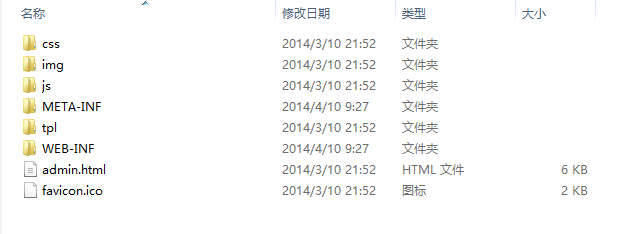 名称 修改日期 类型 大小
css 2014/3/10 21:52 文件夹
img 2014/3/10 21:52 文件夹
js 2014/3/10 21:52 文件夹
META-INF 2014/4/10 9:27 文件夹
tpl 2014/3/10 21:52 文件夹
WEB-INF 2014/4/10 9:27 文件夹
admin.html 2014/3/10 21:52 HTML 文件 6 KB
favicon.ico 2014/3/10 21:52 图标 2 KB